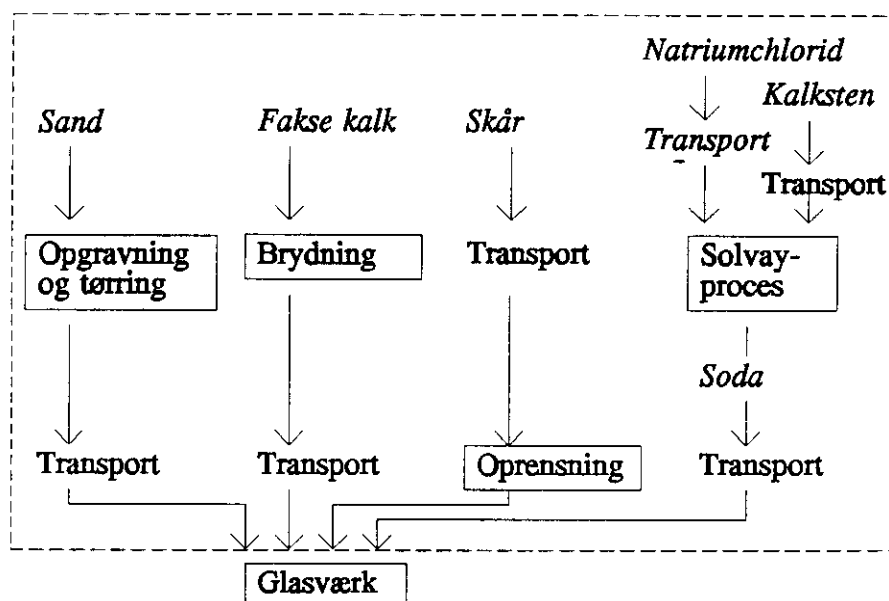 Natriumchlorid
Kalksten
Sand
Fakse kalk
Skår
Transport
Transport
Opgravning
og tørring
Brydning
Transport
Solvay-
proces
Soda
Transport
Transport
Oprensning
Transport
Glasværk